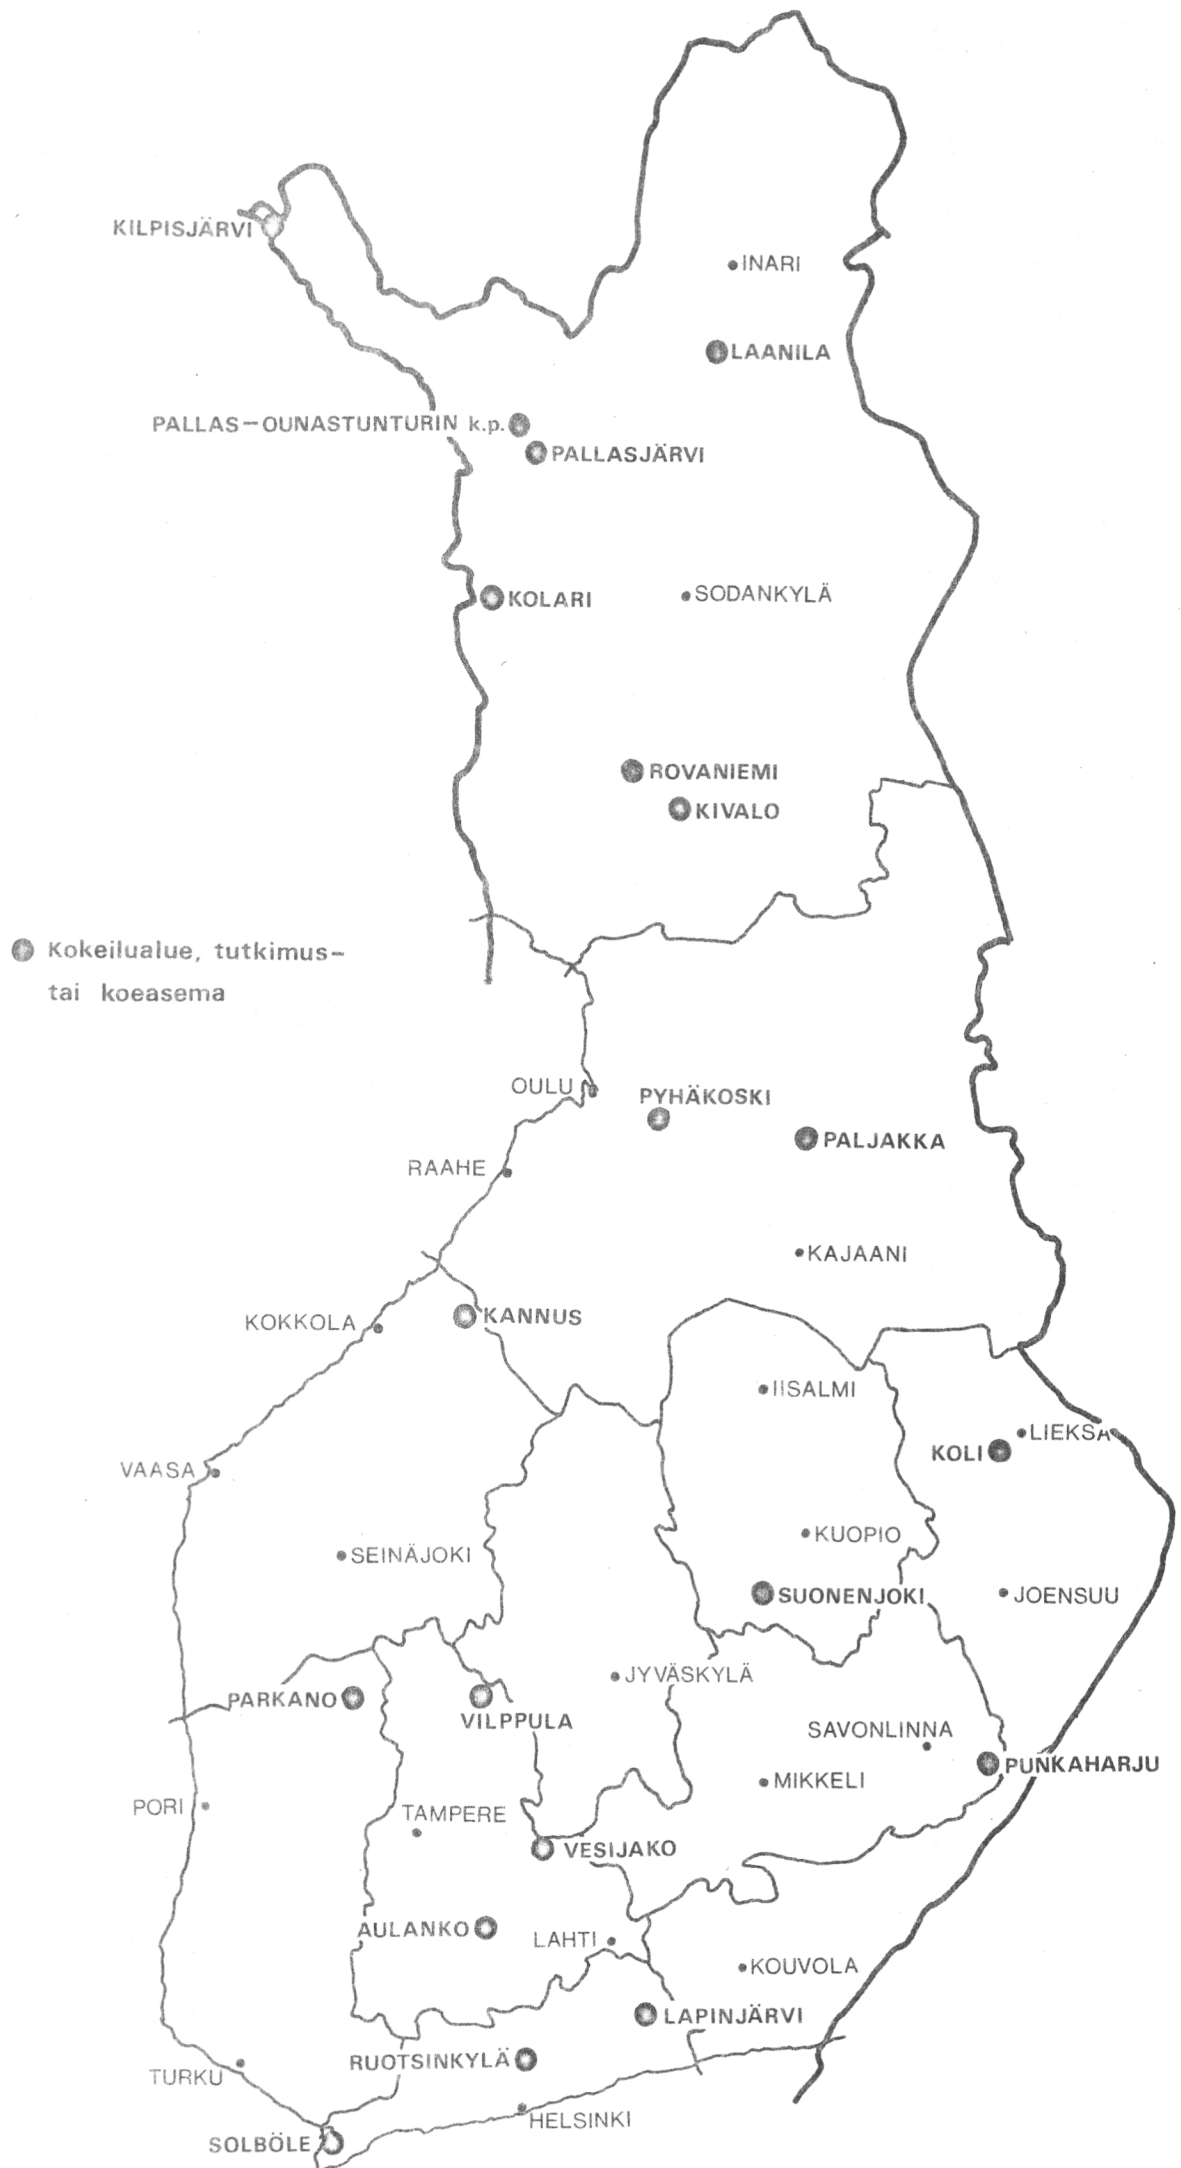 KILPISJÄRVI
INARI
LAANILA
PALLAS–OUNASTUNTURIN k.p.
PALLASJÄRVI
KOLARI
SODANKYLÄ
ROVANIEMI
KIVALO
Kokeilualue, tutkimus–
tai koeasema
OULU
PYHÄKOSKI
PALJAKKA
RAAHE
KAJAANI
KANNUS
KOKKOLA
IISALMI
LIEKSA
KOLI
VAASA
KUOPIO
SEINÄJOKI
SUONENJOKI
JOENSUU
JYVÄSKYLÄ
PARKANO
VILPPULA
SAVONLINNA
PUNKAHARJU
MIKKELI
PORI
TAMPERE
VESIJAKO
AULANKO
LAHTI
KOUVOLA
LAPINJÄRVI
RUOTSINKYLÄ
TURKU
HELSINKI
SOLBÖLE